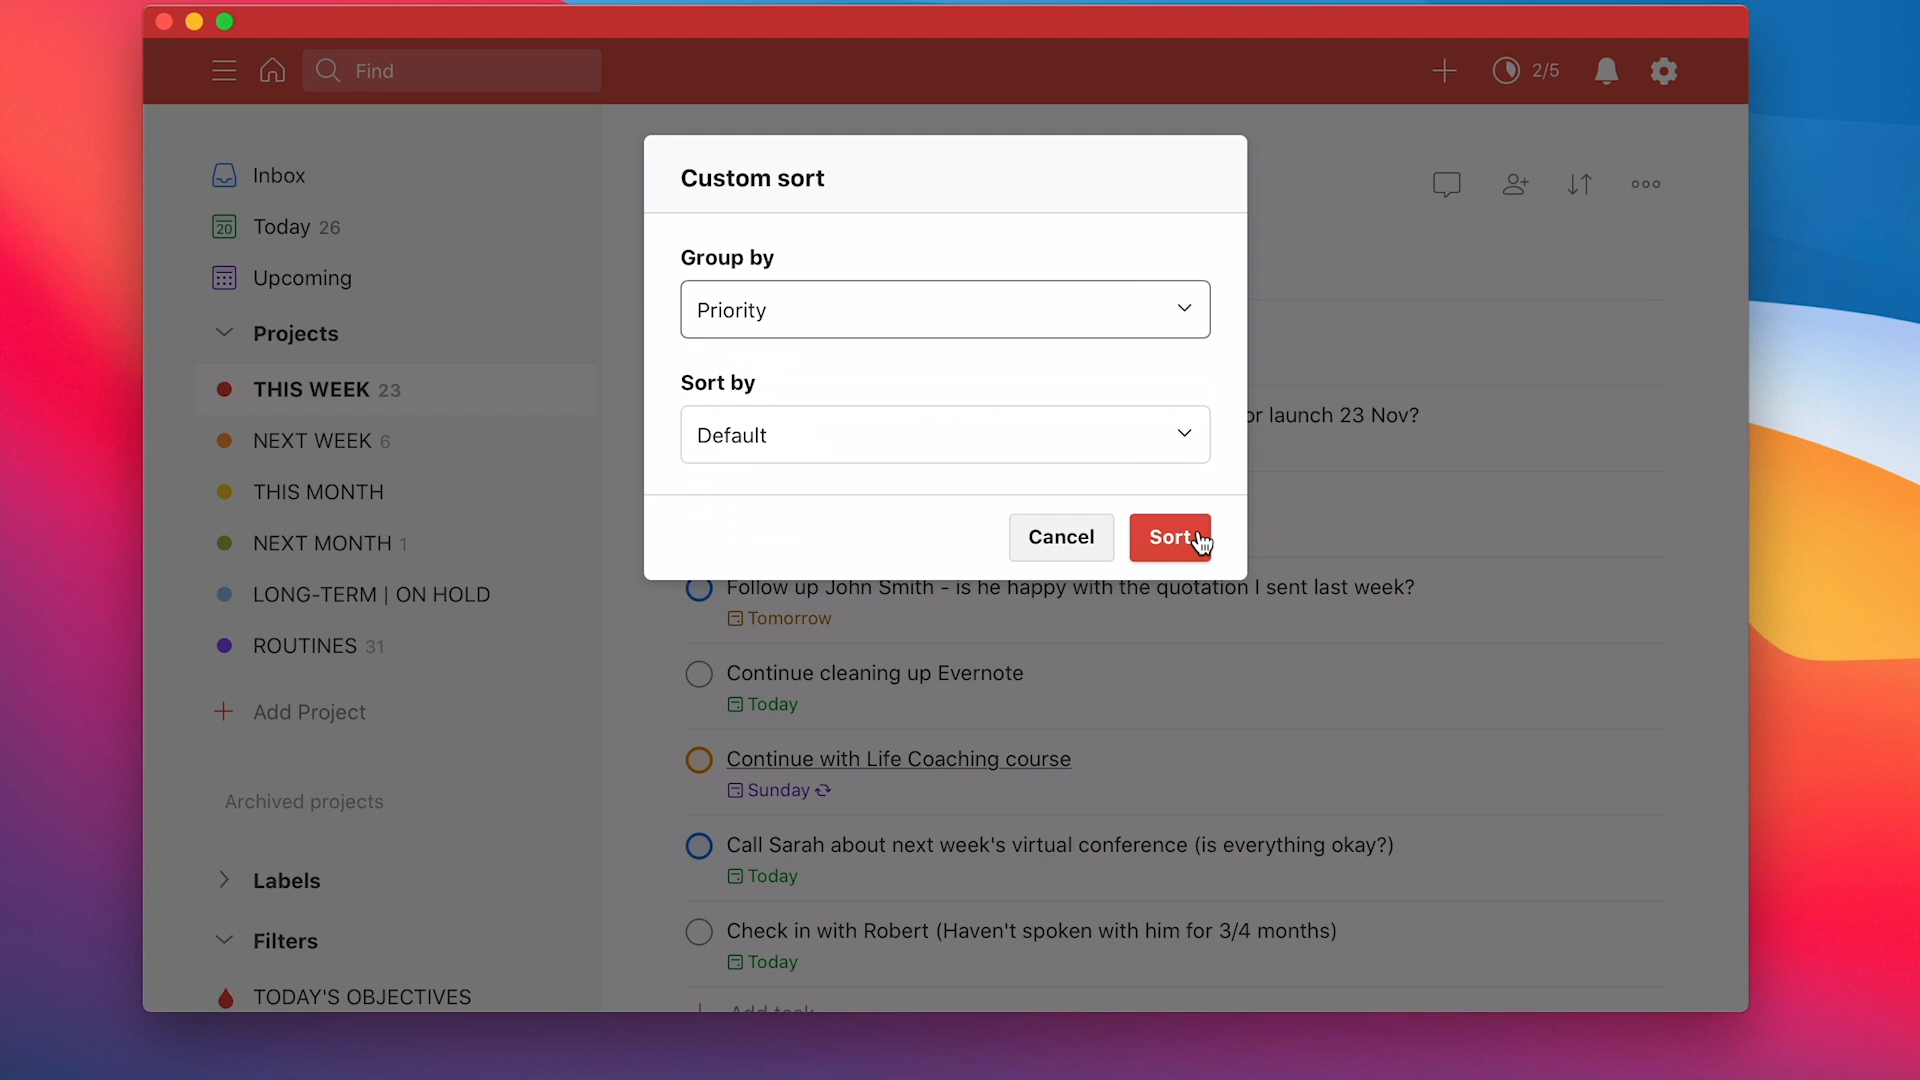 Find
2/5
Inbox
20
Today 26
Upcoming
Projects
THIS WEEK 23
NEXT WEEK 6
THIS MONTH
NEXT MONTH 1
LONG-TERM | ON HOLD
ROUTINES 31
Add Project
Archived projects
Labels
Filters
TODAY'S OBJECTIVES
Custom sort
Group by
Priority
Sort by
Default
Cancel
Sort
or launch 23 Nov?
Follow up John Smith - is he happy with the quotation I sent last week?
Tomorrow
Continue cleaning up Evernote
Today
Continue with Life Coaching course
Sunday
Call Sarah about next week's virtual conference (is everything okay?)
Today
Check in with Robert (Haven't spoken with him for 3/4 months)
Today
Add task